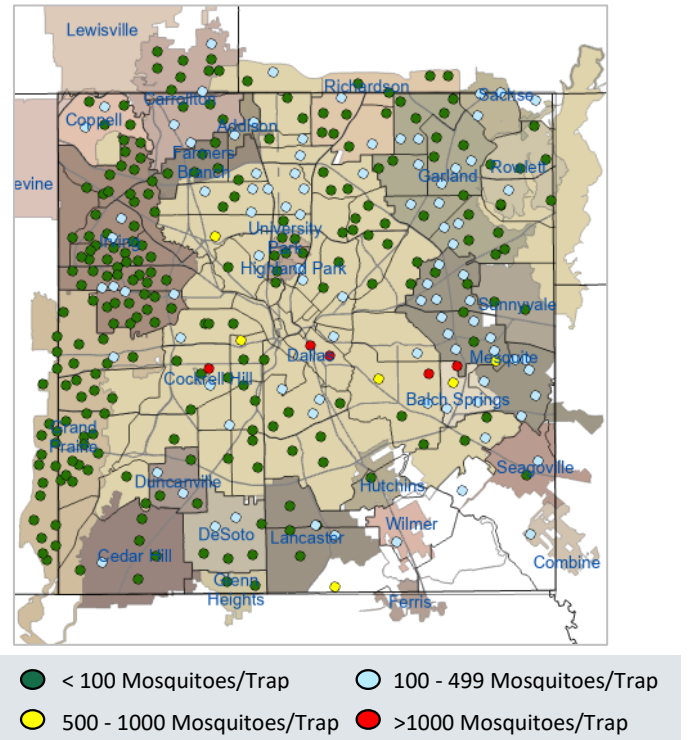 Lewisville
Carrollton
Richardson
Sachse
Coppell
Addison
Farmers
Branch
Garland
Rowlett
evine
Irving
University
Park
Highland Park
Sunnyvale
Dallas
Mesquite
Cockrell Hill
Balch Springs
Grand
Prairie
Seagoville
Duncanville
Hutchins
DeSoto
Wilmer
Lancaster
Cedar Hill
Combine
Glenn
Heights
Ferris
< 100 Mosquitoes/Trap
100 - 499 Mosquitoes/Trap
500 - 1000 Mosquitoes/Trap
>1000 Mosquitoes/Trap